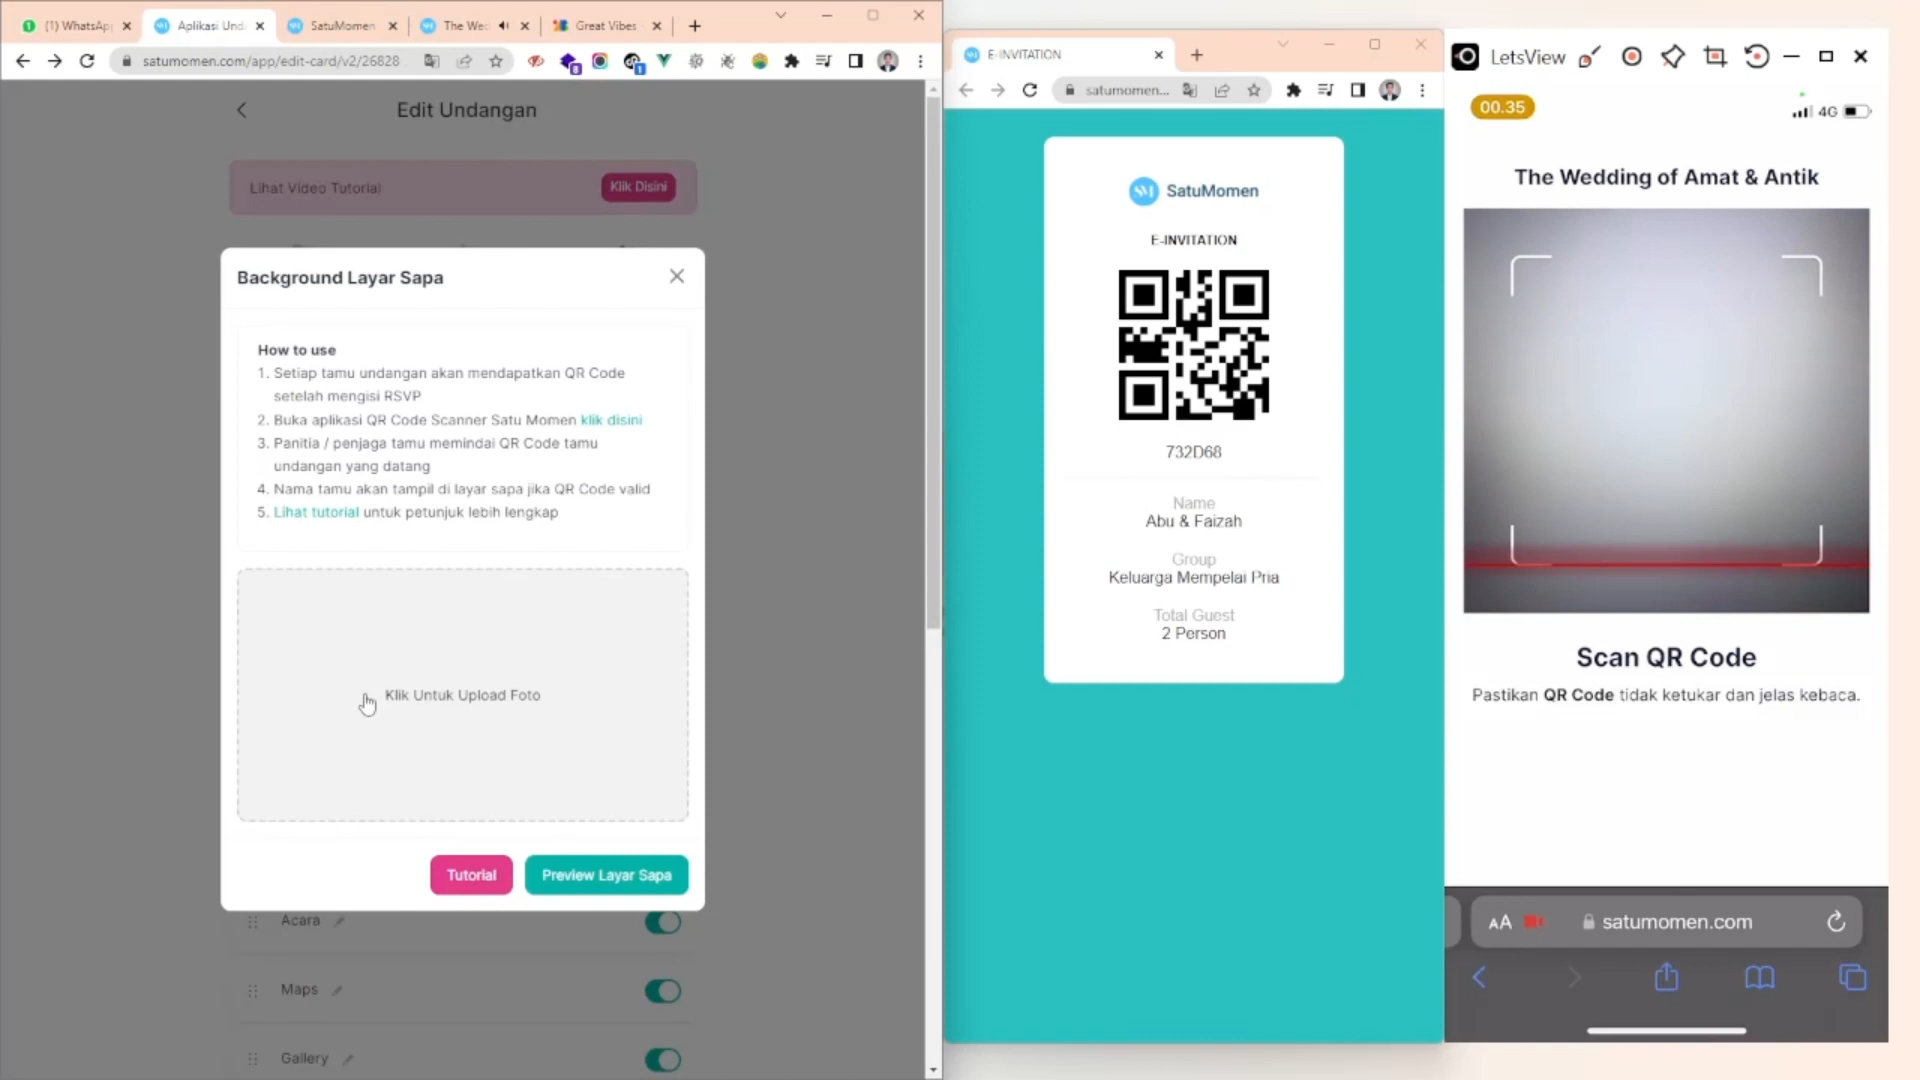 (1) WhatsAp
Aplikasi Und
SatuMomen
The Wed
Great Vibes
satumomen.com/app/edit-card/v2/26828
Edit Undangan
Lihat Video Tutorial
Klik Disini
Background Layar Sapa
How to use
1. Setiap tamu undangan akan mendapatkan QR Code
setelah mengisi RSVP
2. Buka aplikasi QR Code Scanner Satu Momen klik disini
3. Panitia / penjaga tamu memindai QR Code tamu
undangan yang datang
4. Nama tamu akan tampil di layar sapa jika QR Code valid
5. Lihat tutorial untuk petunjuk lebih lengkap
Klik Untuk Upload Foto
Tutorial
Preview Layar Sapa
Acara
Maps
Gallery
E-INVITATION
satumomen...
SM SatuMomen
E-INVITATION
732D68
Name
Abu & Faizah
Group
Keluarga Mempelai Pria
Total Guest
2 Person
LetsView
00.35
4G
The Wedding of Amat & Antik
Scan QR Code
Pastikan QR Code tidak ketukar dan jelas kebaca.
AA
satumomen.com